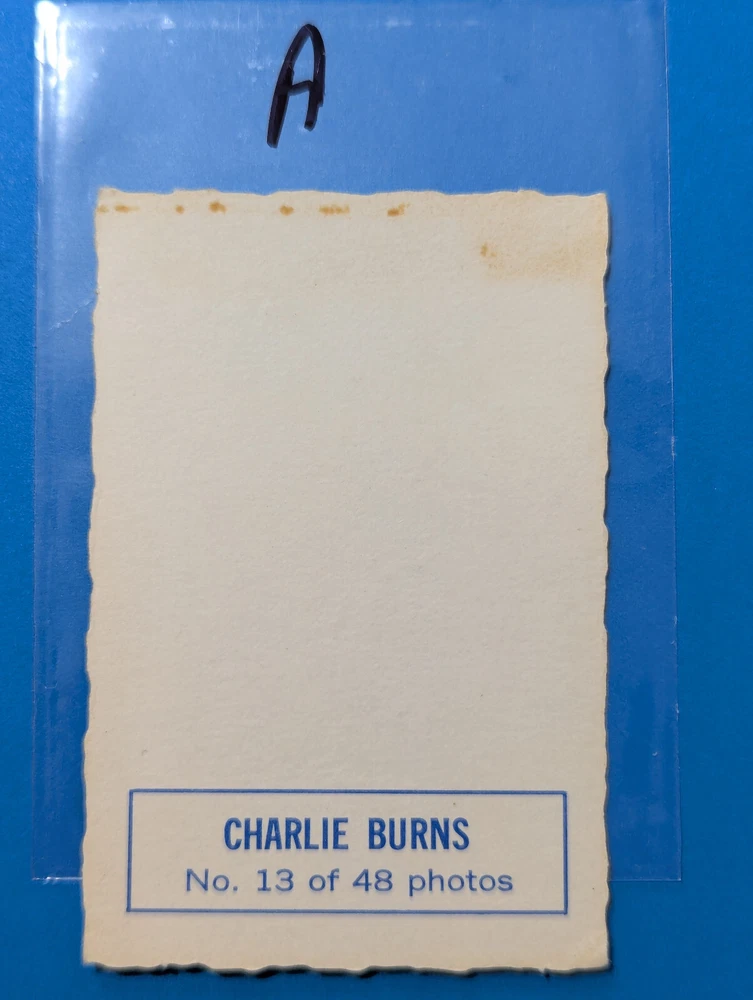 A
CHARLIE BURNS
No. 13 of 48 photos